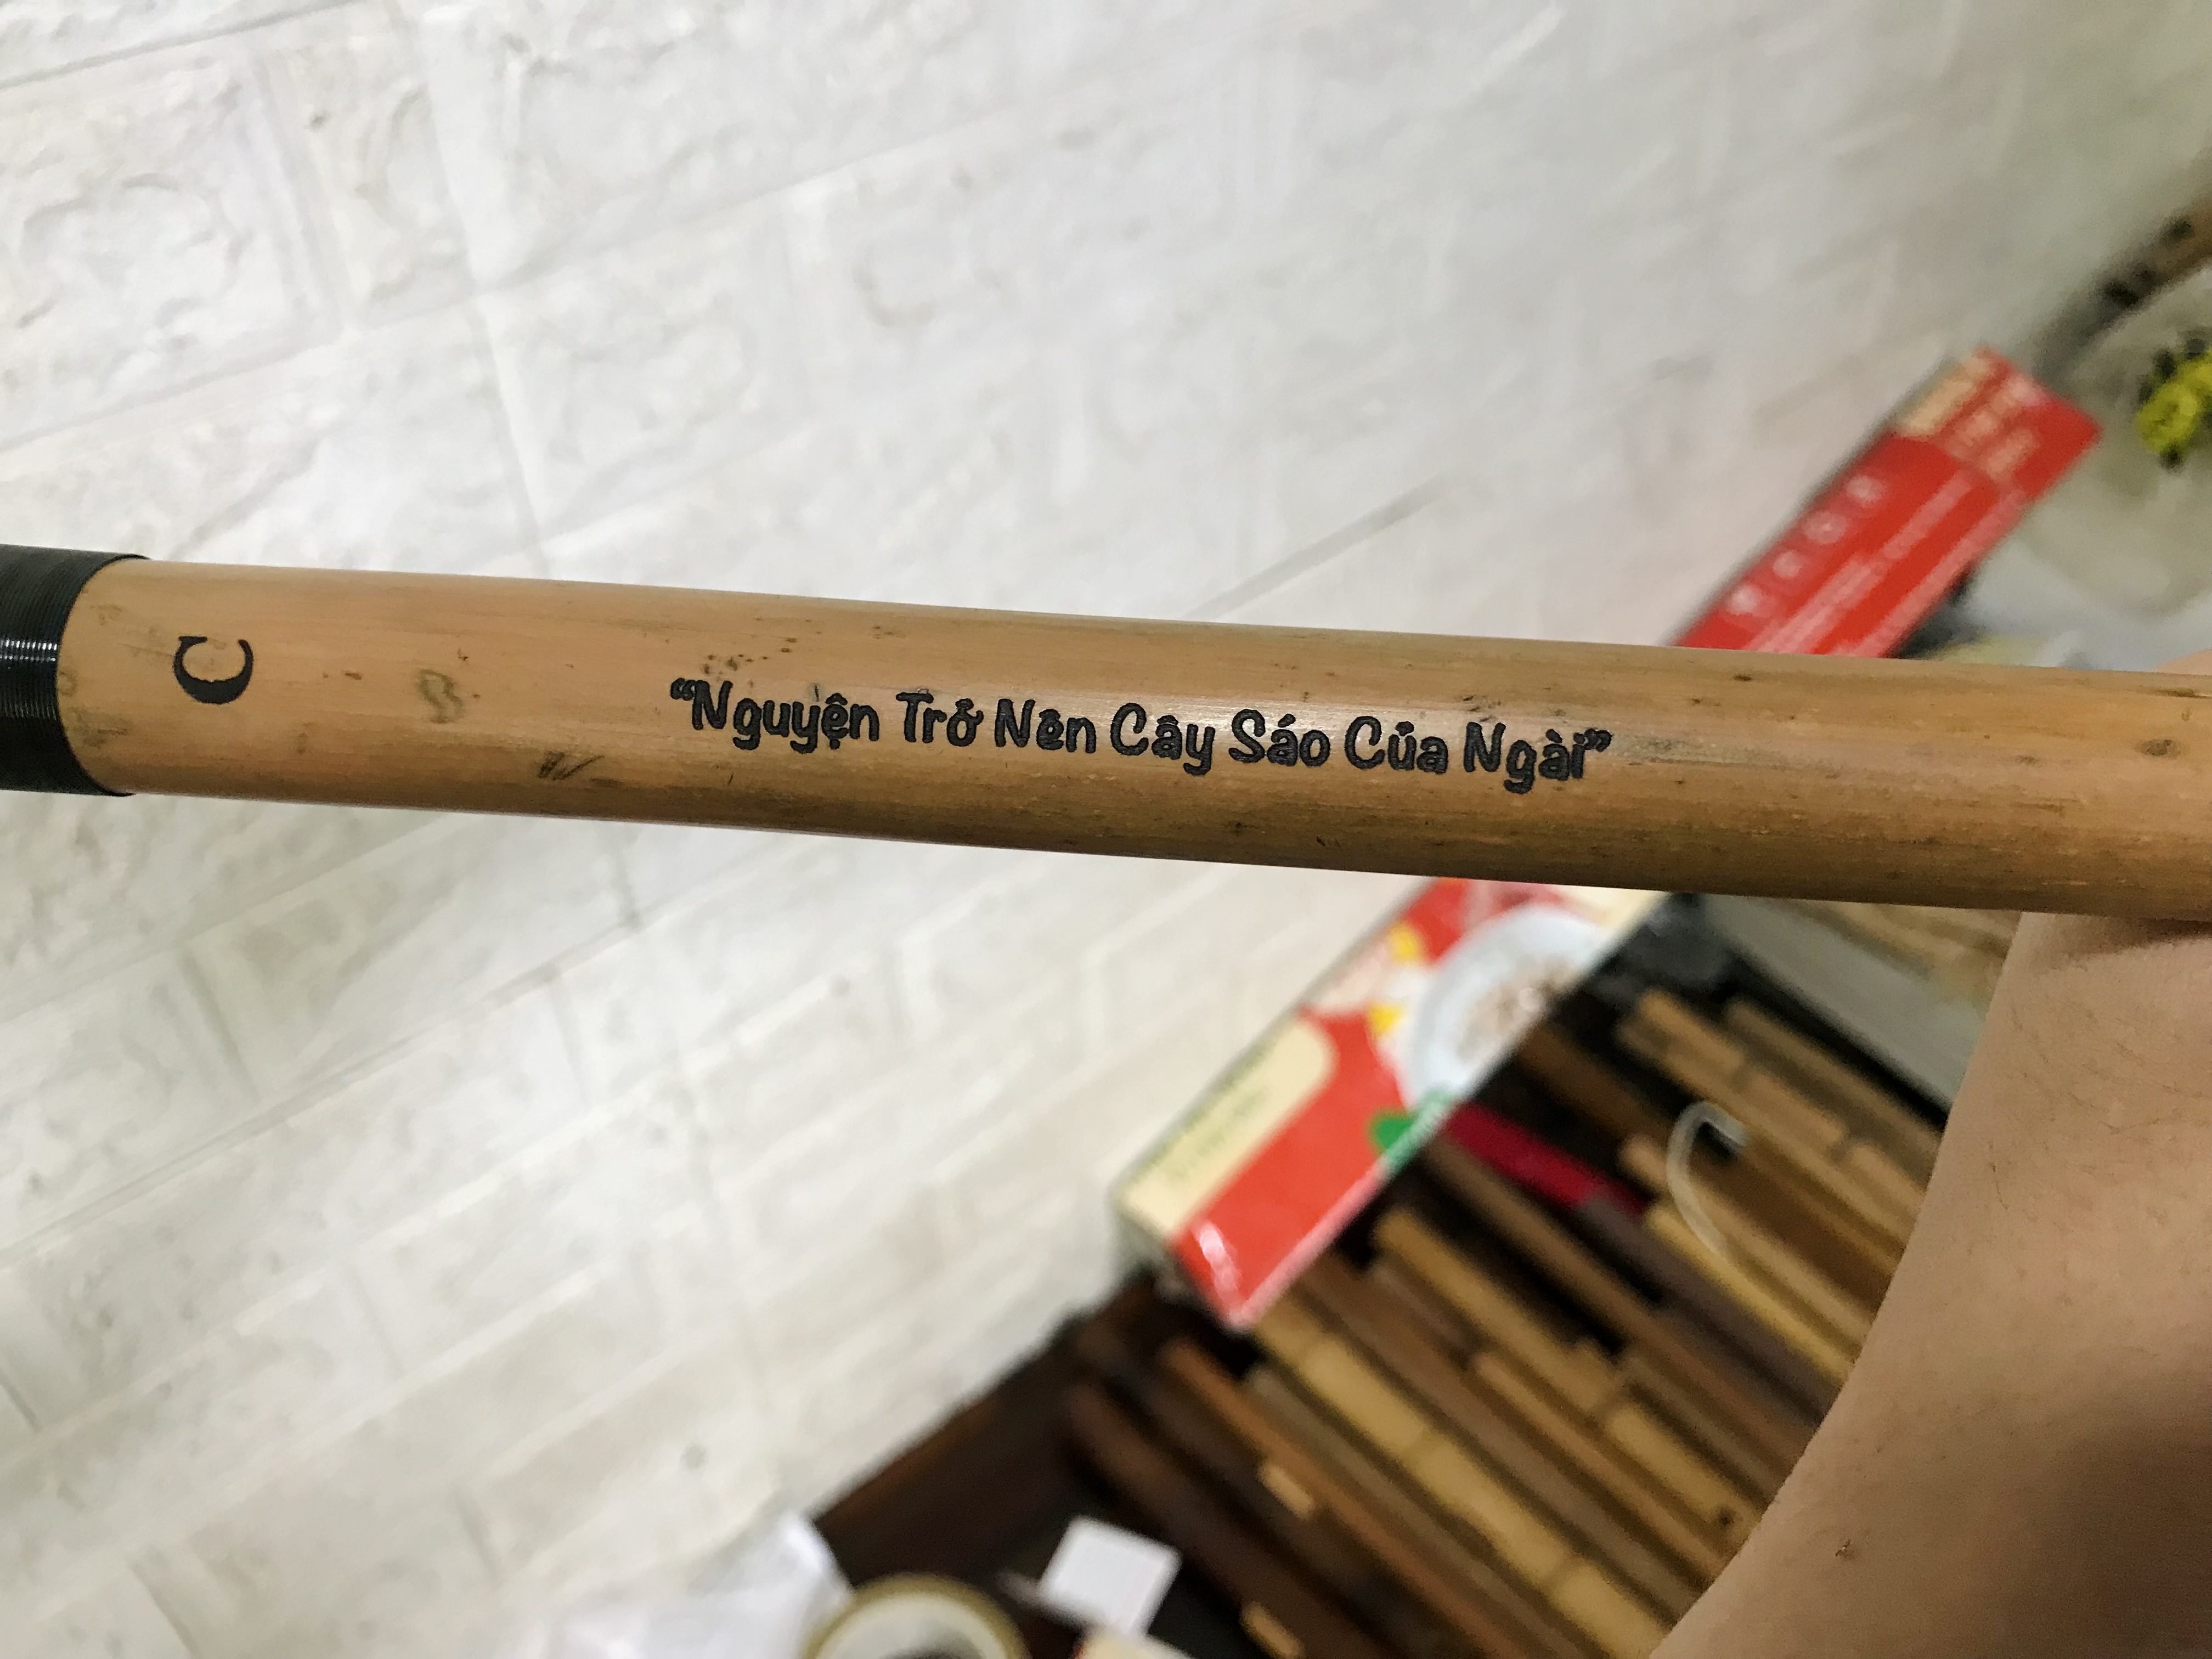 C
“Nguyện Trở Nên Cây Sáo Của Ngài”